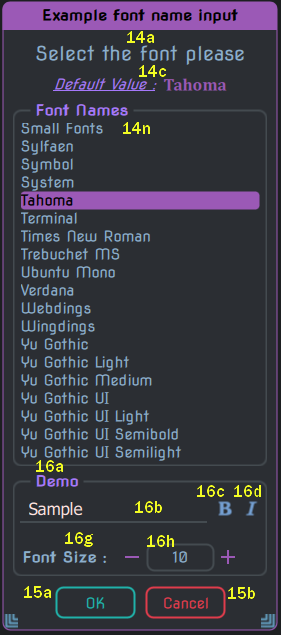 Example font name input
14a
Select the font please
14c
Default Value : Tahoma
Font Names
Small Fonts 14n
Sylfaen
Symbol
System
Tahoma
Terminal
Times New Roman
Trebuchet MS
Ubuntu Mono
Verdana
Webdings
Wingdings
Yu Gothic
Yu Gothic Light
Yu Gothic Medium
Yu Gothic UI
Yu Gothic UI Light
Yu Gothic UI Semibold
Yu Gothic UI Semilight
16a
Demo
16c 16d
Sample 16b B I
16g 16h
Font Size : — 10 +
15a OK Cancel 15b